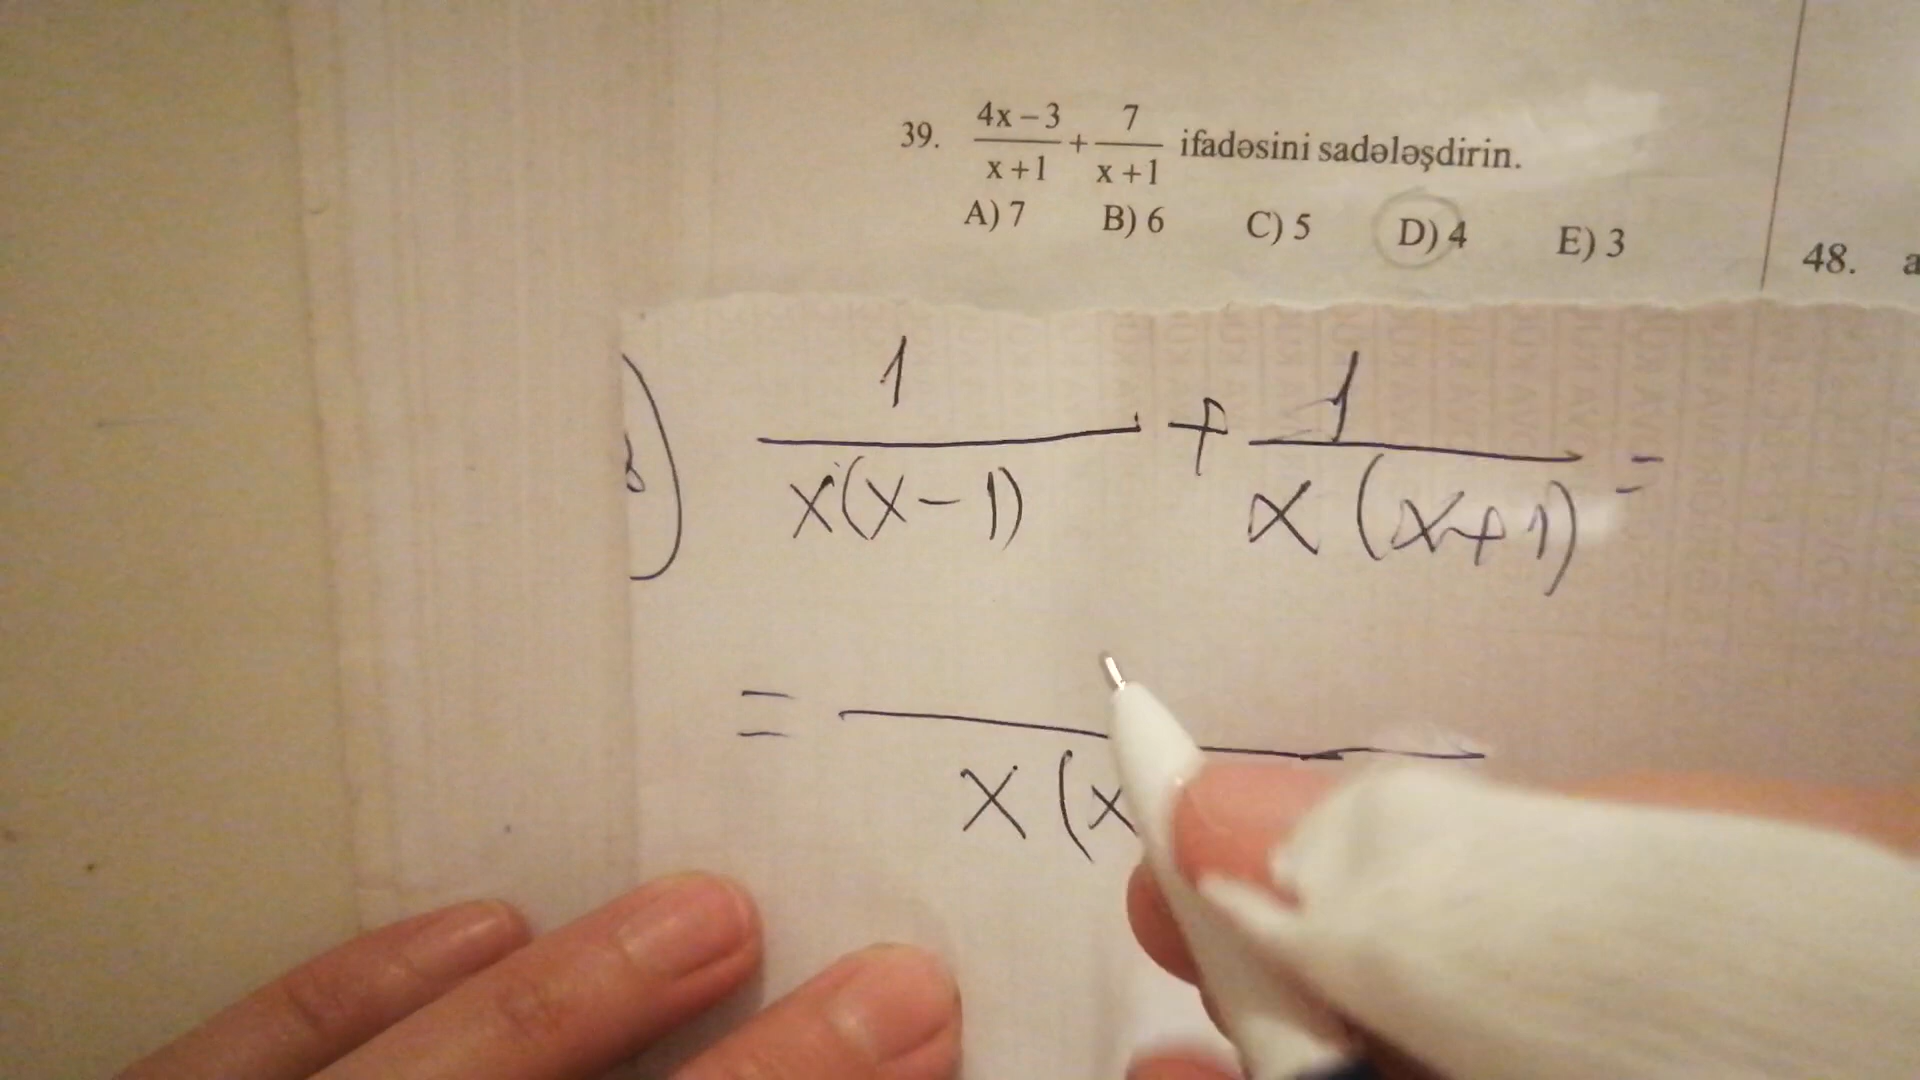 39. (4x – 3)/(x + 1) + 7/(x + 1) ifadəsini sadələşdirin.
A) 7 B) 6 C) 5 D) 4 E) 3
48. a
) 1/(x(x – 1)) + 1/(x(x + 1)) =
= x(x